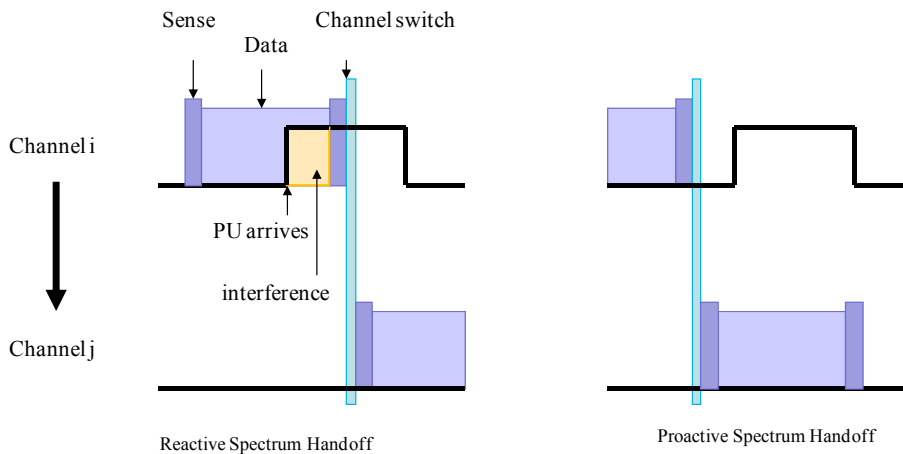 Sense
Channel switch
Data
Channel i
PU arrives
interference
Channel j
Reactive Spectrum Handoff
Proactive Spectrum Handoff